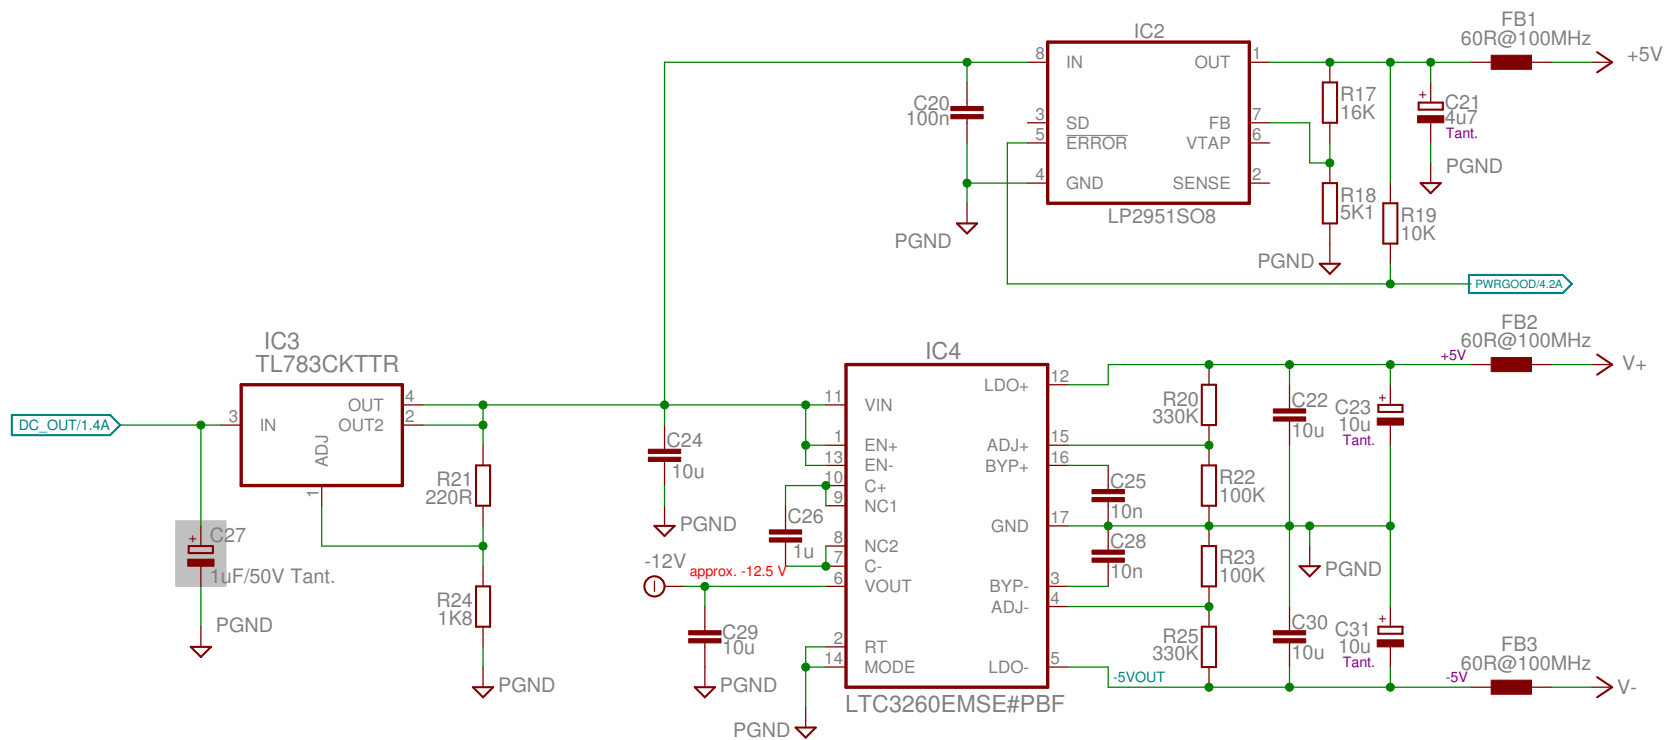 FB1
60R@100MHz
IC2
+5V
8
IN
OUT
1
C20
100n
R17
16K
+
C21
4u7
Tant.
3
SD
FB
7
5
ERROR
VTAP
6
PGND
4
GND
SENSE
2
R18
5K1
R19
10K
LP2951SO8
PGND
PGND
PWRGOOD/4.2A
FB2
60R@100MHz
IC3
TL783CKTTR
IC4
+5V
V+
12
LDO+
OUT
4
DC_OUT/1.4A
3
IN
OUT2
2
ADJ
1
11
VIN
R20
330K
C22
10u
+
C23
10u
Tant.
C24
10u
1
EN+
ADJ+
15
13
EN-
BYP+
16
R21
220R
10
C+
9
NC1
C25
10n
R22
100K
C26
1u
PGND
GND
17
+
C27
1uF/50V Tant.
8
NC2
7
C-
C28
10n
R23
100K
PGND
-12V
approx. -12.5 V
6
VOUT
BYP-
3
ADJ-
4
R24
1K8
PGND
C29
10u
2
RT
14
MODE
R25
330K
C30
10u
+
C31
10u
Tant.
LDO-
5
-5VOUT
-5V
FB3
60R@100MHz
V-
PGND
PGND
LTC3260EMSE#PBF
PGND